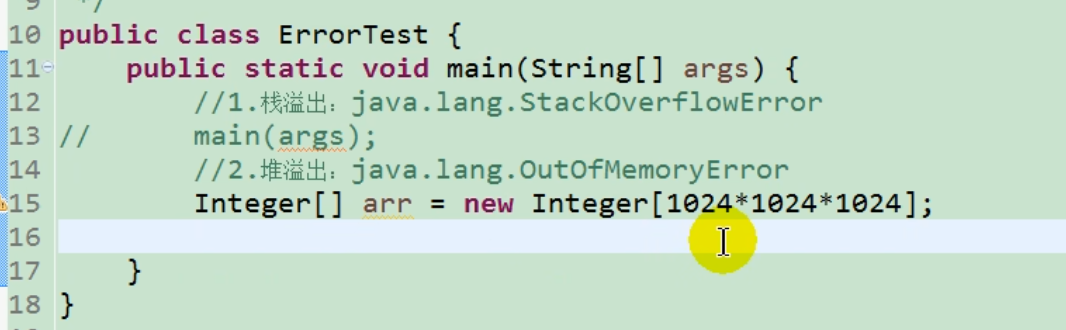 9 */
10 public class ErrorTest {
11 public static void main(String[] args) {
12 //1.栈溢出：java.lang.StackOverflowError
13 // main(args);
14 //2.堆溢出：java.lang.OutOfMemoryError
15 Integer[] arr = new Integer[1024*1024*1024];
16
17 }
18 }